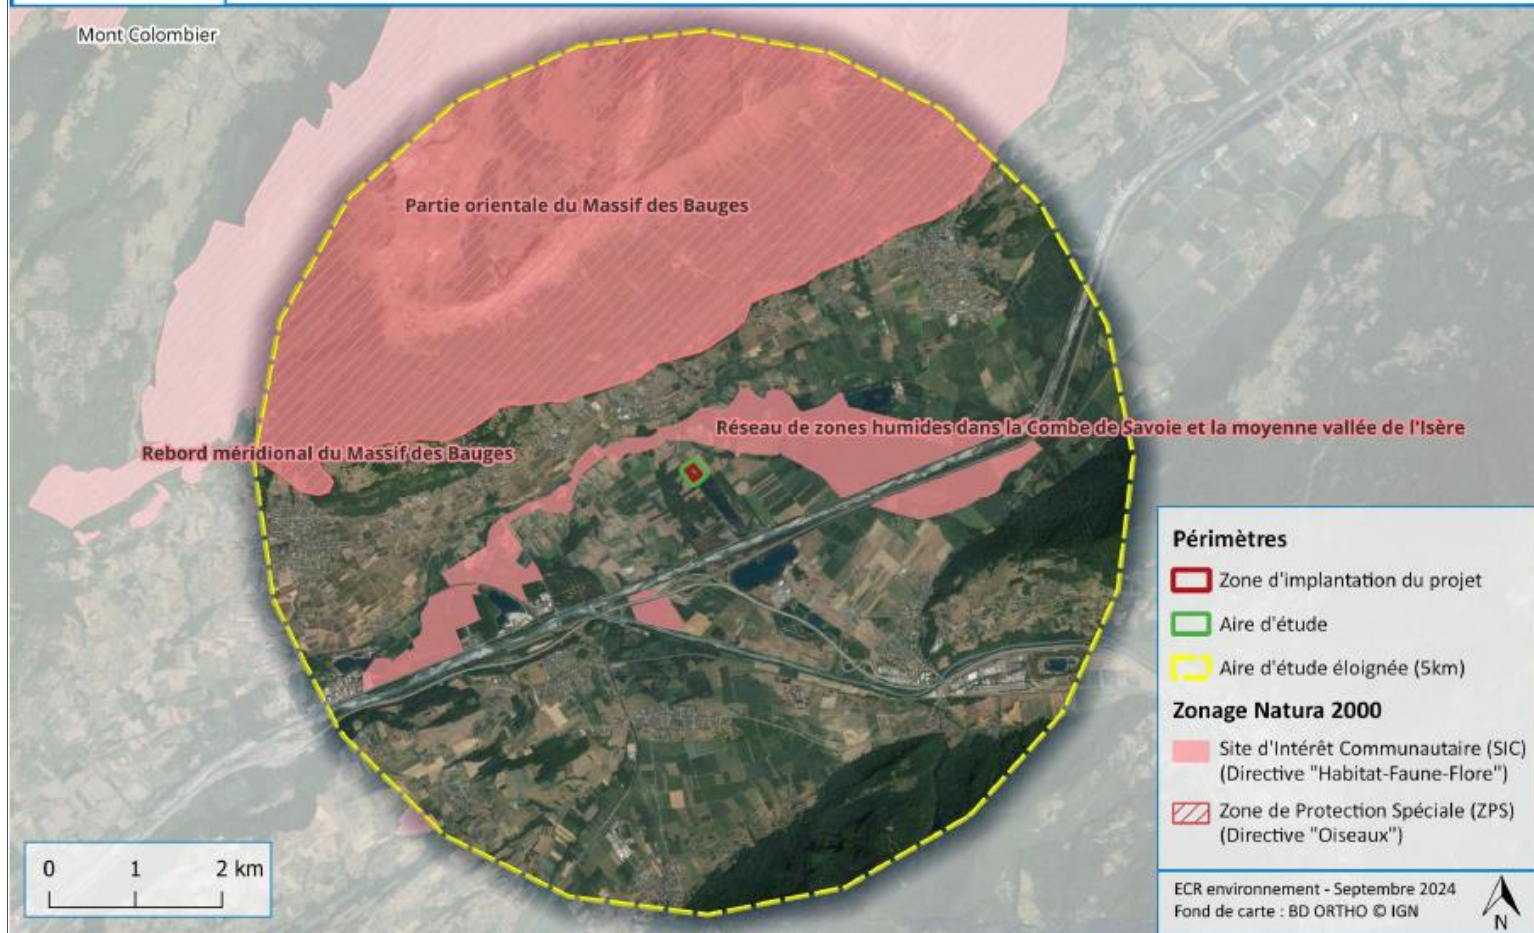 Mont Colombier
Partie orientale du Massif des Bauges
Réseau de zones humides dans la Combe de Savoie et la moyenne vallée de l'Isère
Rebord méridional du Massif des Bauges
Périmètres
Zone d'implantation du projet
Aire d'étude
Aire d'étude éloignée (5km)
Zonage Natura 2000
Site d'Intérêt Communautaire (SIC)
(Directive "Habitat-Faune-Flore")
Zone de Protection Spéciale (ZPS)
(Directive "Oiseaux")
0 1 2 km
ECR environnement - Septembre 2024
Fond de carte : BD ORTHO © IGN
N